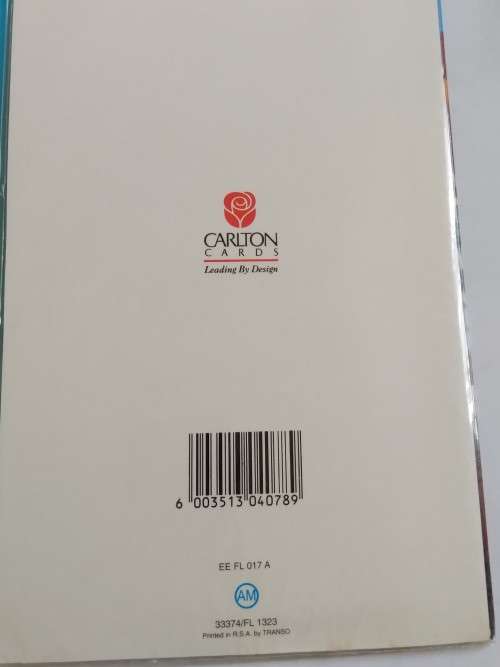 CARLTON
CARDS
Leading By Design
6 003513 040789
EE FL 017 A
AM
33374/FL 1323
Printed in R.S.A. by TRANSO